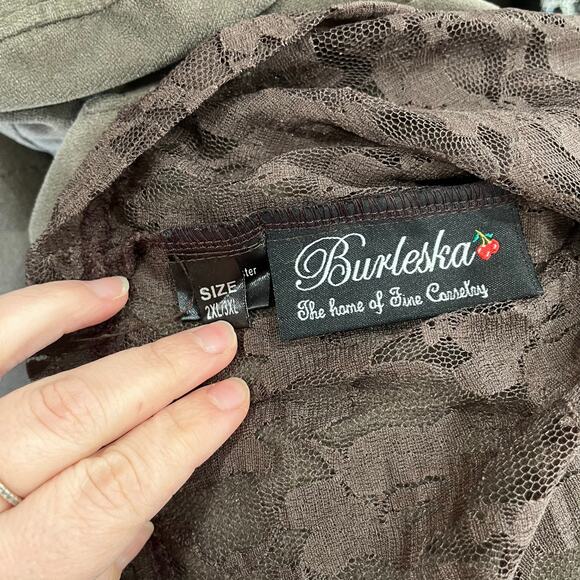 Burleska
The home of Fine Corsetry
SIZE
2XL/3XL